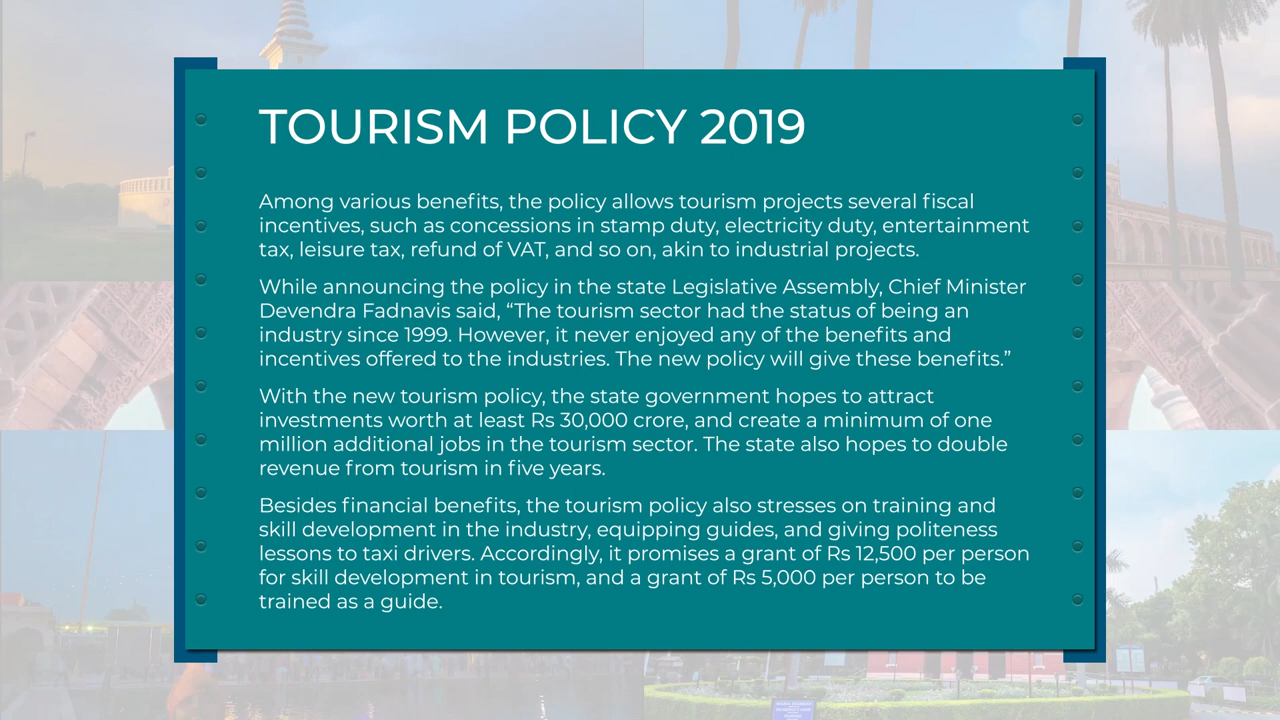 TOURISM POLICY 2019
Among various benefits, the policy allows tourism projects several fiscal
incentives, such as concessions in stamp duty, electricity duty, entertainment
tax, leisure tax, refund of VAT, and so on, akin to industrial projects.
While announcing the policy in the state Legislative Assembly, Chief Minister
Devendra Fadnavis said, “The tourism sector had the status of being an
industry since 1999. However, it never enjoyed any of the benefits and
incentives offered to the industries. The new policy will give these benefits.”
With the new tourism policy, the state government hopes to attract
investments worth at least Rs 30,000 crore, and create a minimum of one
million additional jobs in the tourism sector. The state also hopes to double
revenue from tourism in five years.
Besides financial benefits, the tourism policy also stresses on training and
skill development in the industry, equipping guides, and giving politeness
lessons to taxi drivers. Accordingly, it promises a grant of Rs 12,500 per person
for skill development in tourism, and a grant of Rs 5,000 per person to be
trained as a guide.